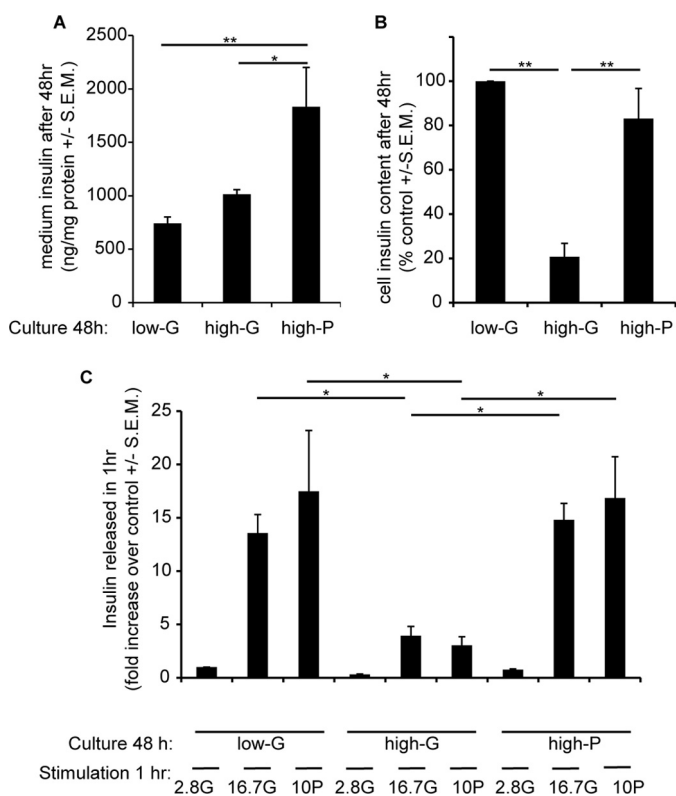 A
medium insulin after 48hr
(ng/mg protein +/- S.E.M.)
2500
2000
1500
1000
500
0
**
*
Culture 48h: low-G high-G high-P
B
cell insulin content after 48hr
(% control +/-S.E.M.)
100
80
60
40
20
0
** **
low-G high-G high-P
C
Insulin released in 1hr
(fold increase over control +/- S.E.M.)
25
20
15
10
5
0
*
* *
*
Culture 48 h: low-G high-G high-P
Stimulation 1 hr:
2.8G 16.7G 10P 2.8G 16.7G 10P 2.8G 16.7G 10P